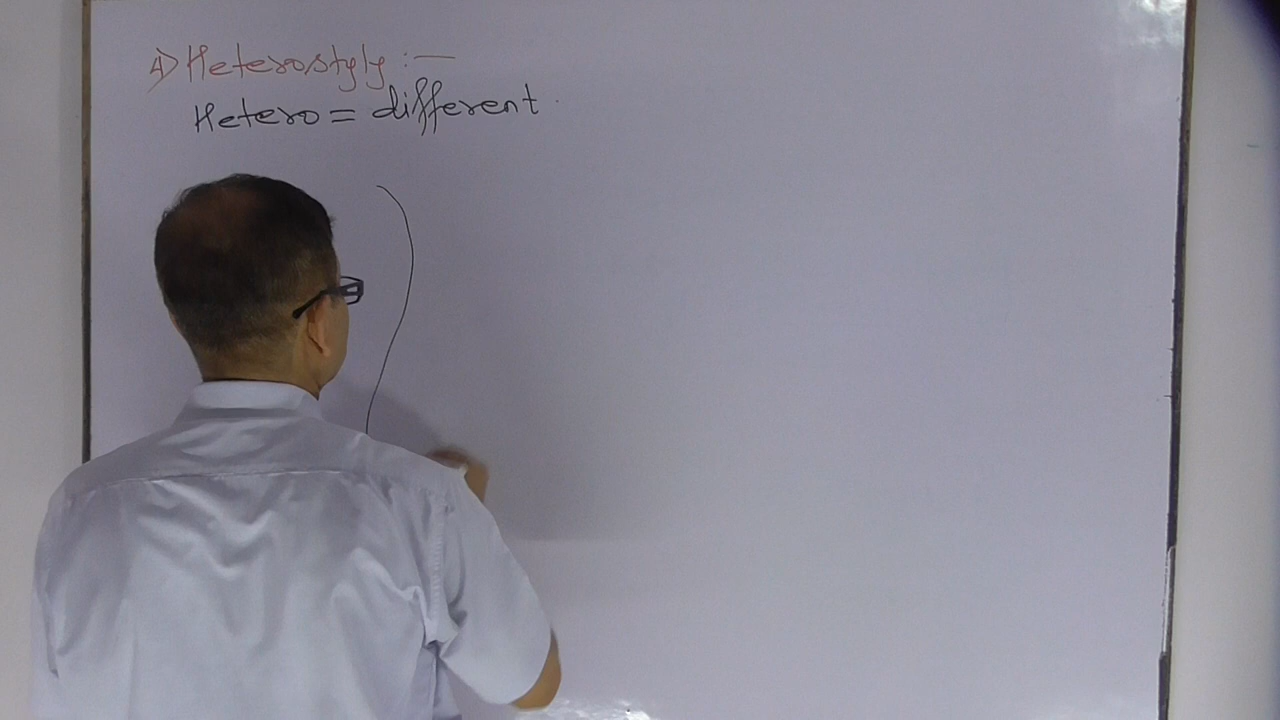 4) Heterostyly :—
Hetero = different